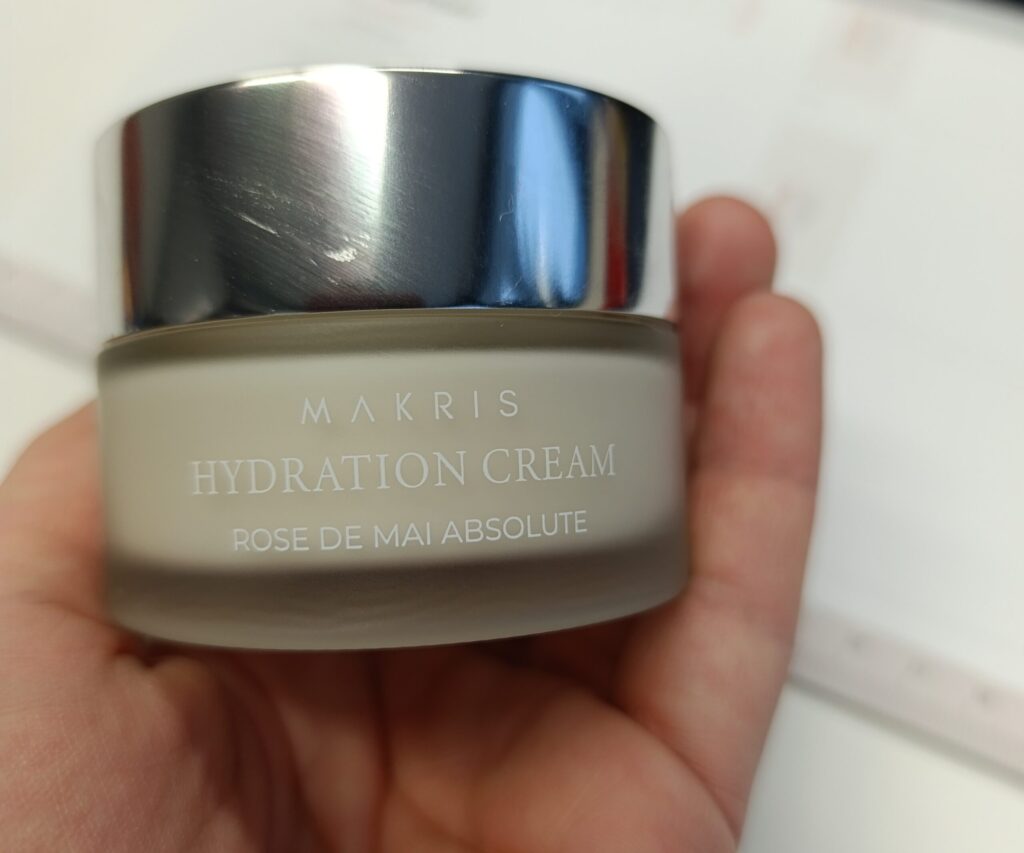 MAKRIS
HYDRATION CREAM
ROSE DE MAI ABSOLUTE